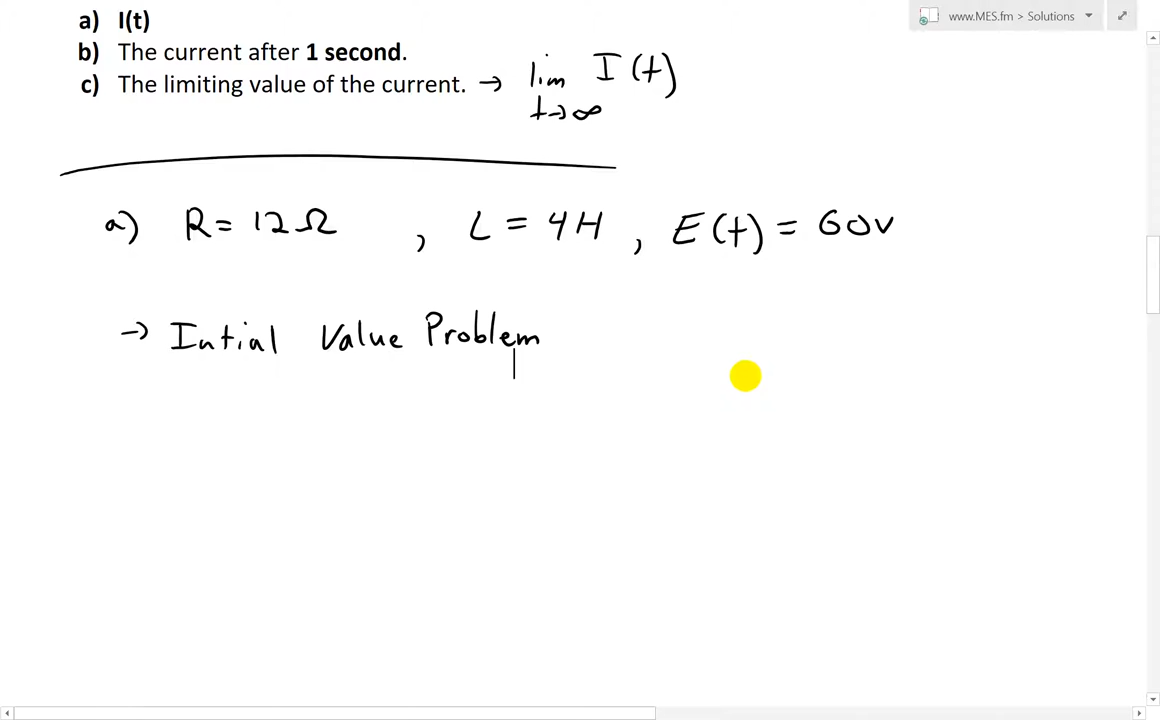 www.MES.fm > Solutions
a) I(t)
b) The current after 1 second.
c) The limiting value of the current. → lim I(t)
t→∞
a) R = 12Ω , L = 4H , E(t) = 60V
→ Intial Value Problem